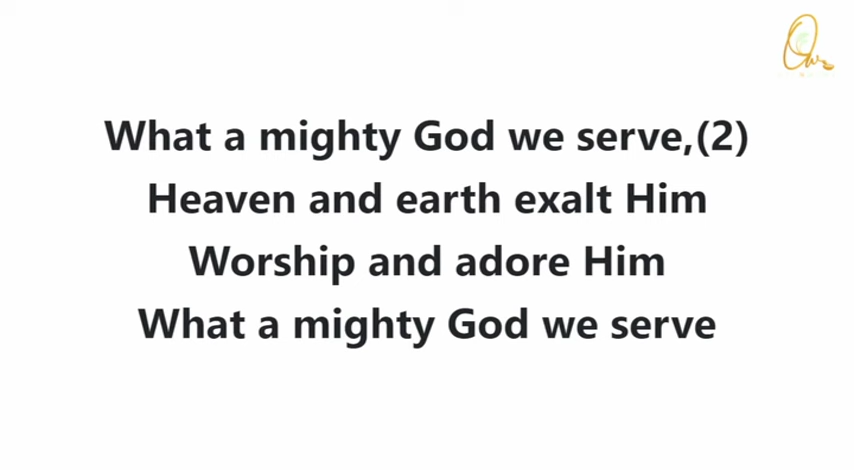 What a mighty God we serve,(2)
Heaven and earth exalt Him
Worship and adore Him
What a mighty God we serve